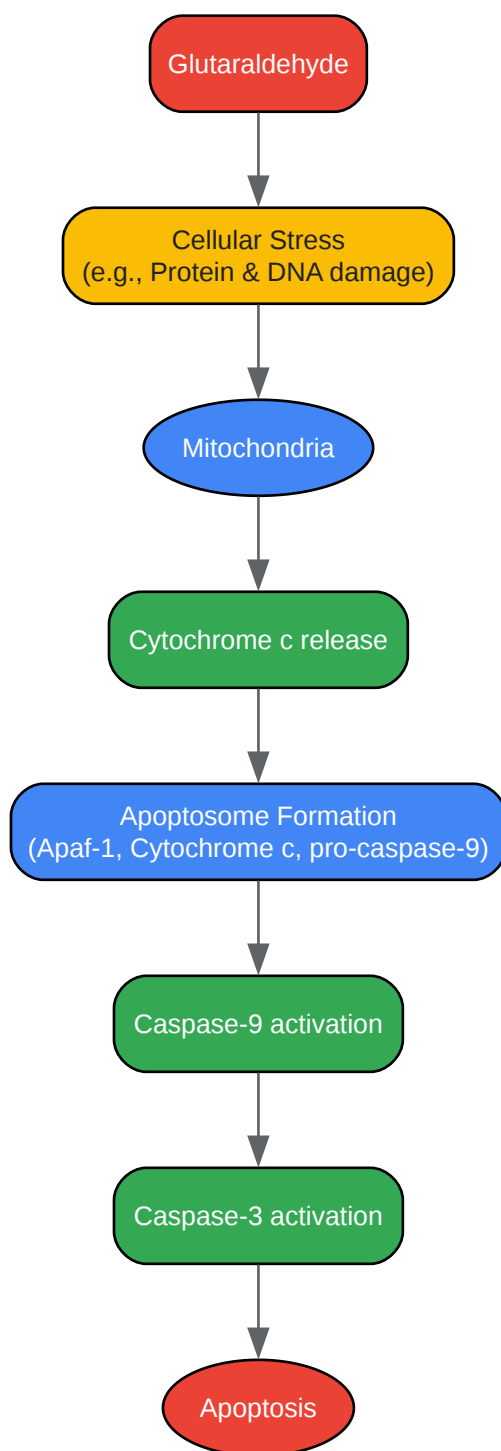 Glutaraldehyde
Cellular Stress
(e.g., Protein & DNA damage)
Mitochondria
Cytochrome c release
Apoptosome Formation
(Apaf-1, Cytochrome c, pro-caspase-9)
Caspase-9 activation
Caspase-3 activation
Apoptosis